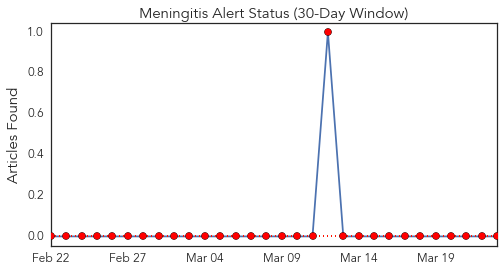 Meningitis Alert Status (30-Day Window)
Articles Found
1.0
0.8
0.6
0.4
0.2
0.0
Feb 22
Feb 27
Mar 04
Mar 09
Mar 14
Mar 19